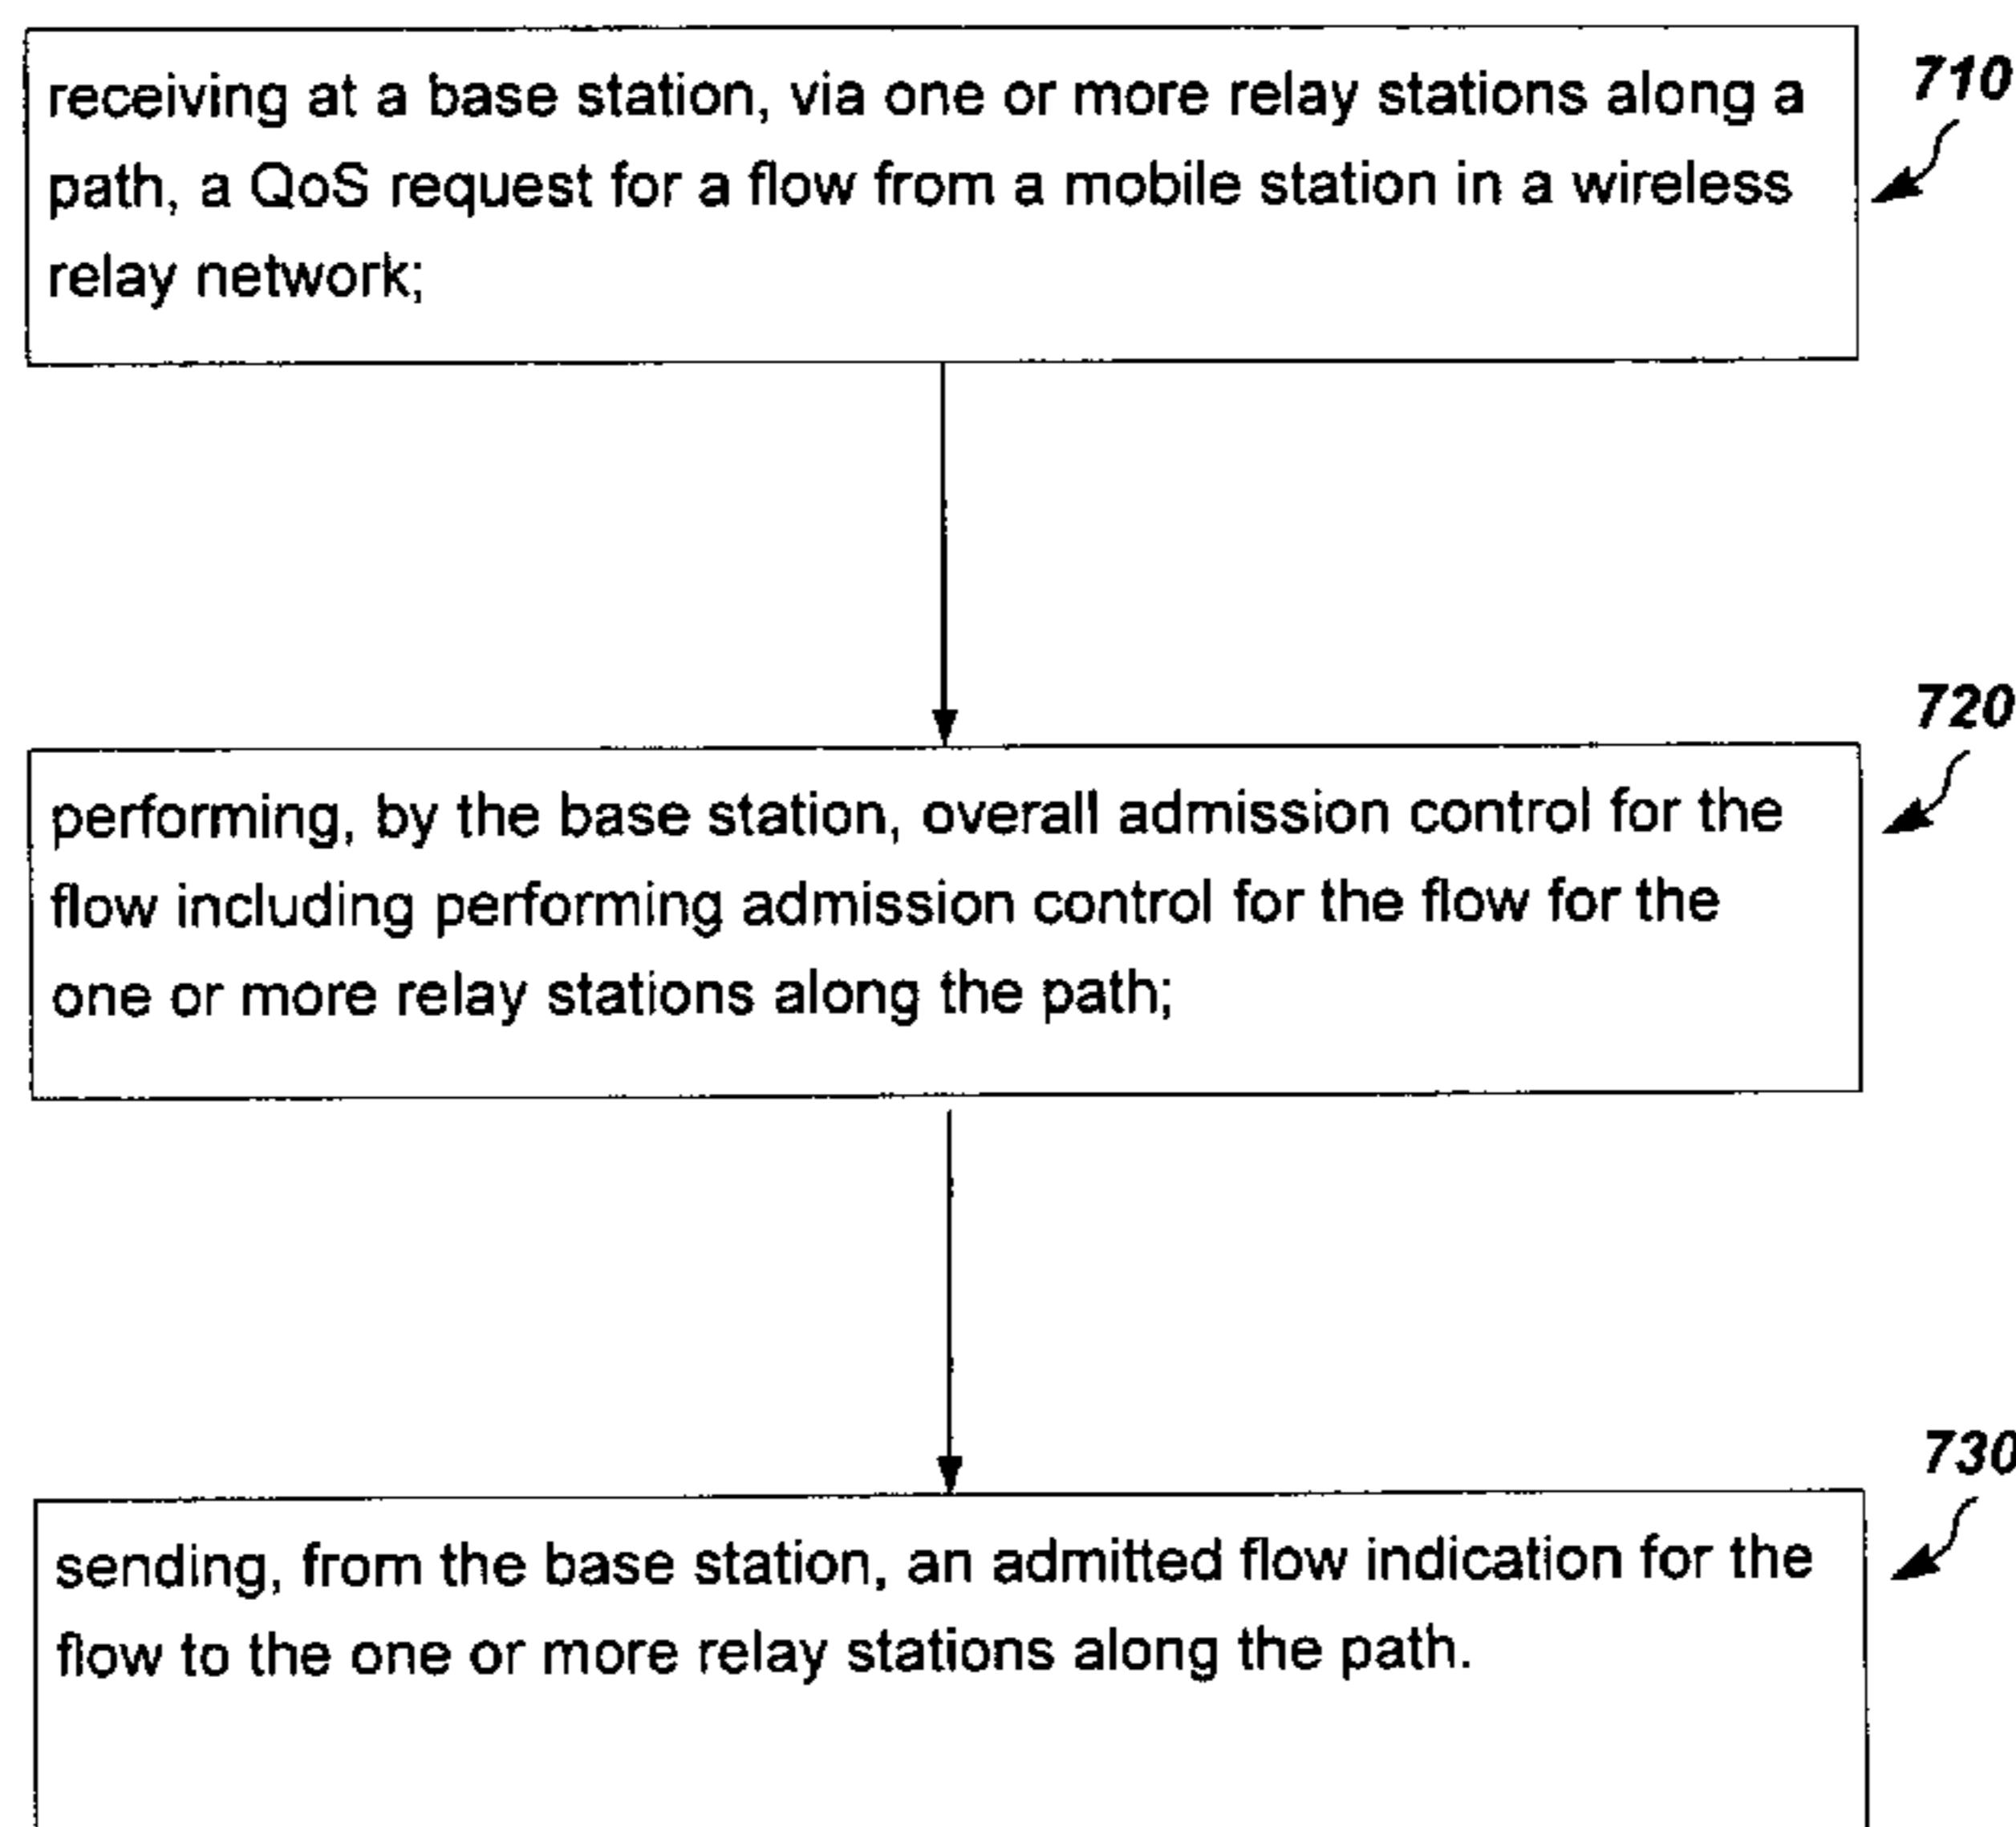 710
receiving at a base station, via one or more relay stations along a
path, a QoS request for a flow from a mobile station in a wireless
relay network;
720
performing, by the base station, overall admission control for the
flow including performing admission control for the flow for the
one or more relay stations along the path;
730
sending, from the base station, an admitted flow indication for the
flow to the one or more relay stations along the path.